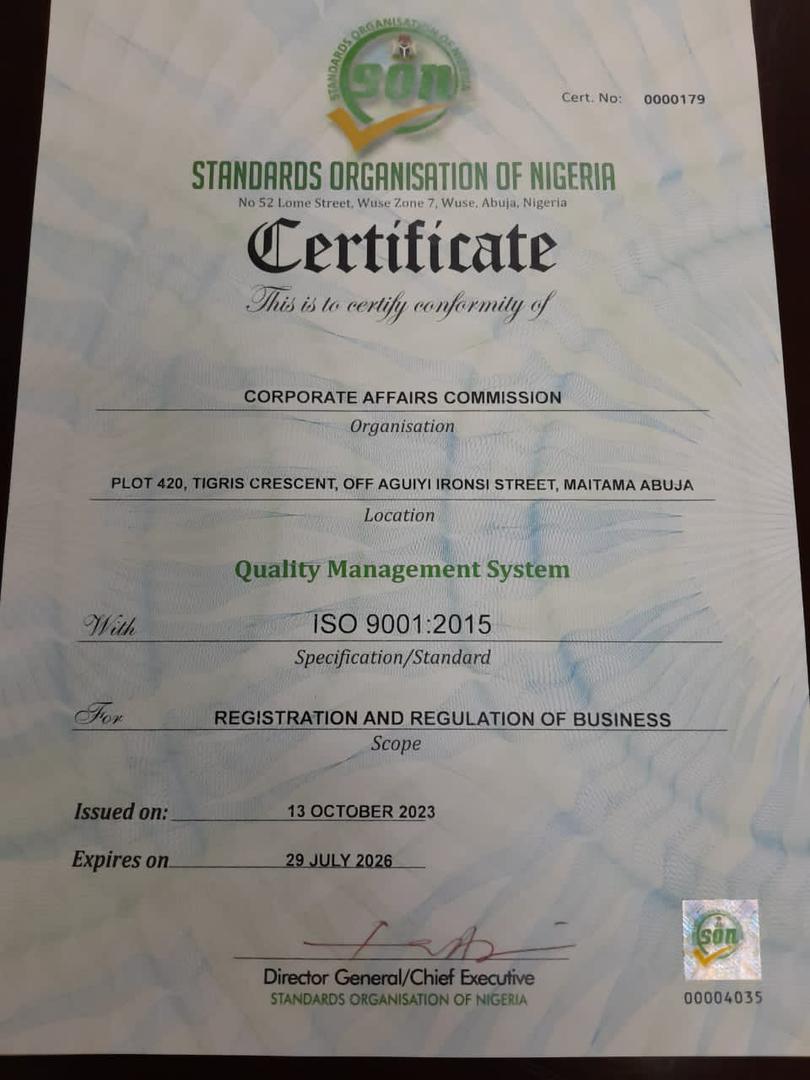 STANDARDS ORGANISATION OF NIGERIA
son
Cert. No: 0000179
STANDARDS ORGANISATION OF NIGERIA
No 52 Lome Street, Wuse Zone 7, Wuse, Abuja, Nigeria
Certificate
This is to certify conformity of
CORPORATE AFFAIRS COMMISSION
Organisation
PLOT 420, TIGRIS CRESCENT, OFF AGUIYI IRONSI STREET, MAITAMA ABUJA
Location
Quality Management System
With ISO 9001:2015
Specification/Standard
For REGISTRATION AND REGULATION OF BUSINESS
Scope
Issued on: 13 OCTOBER 2023
Expires on 29 JULY 2026
Director General/Chief Executive
STANDARDS ORGANISATION OF NIGERIA
son
00004035